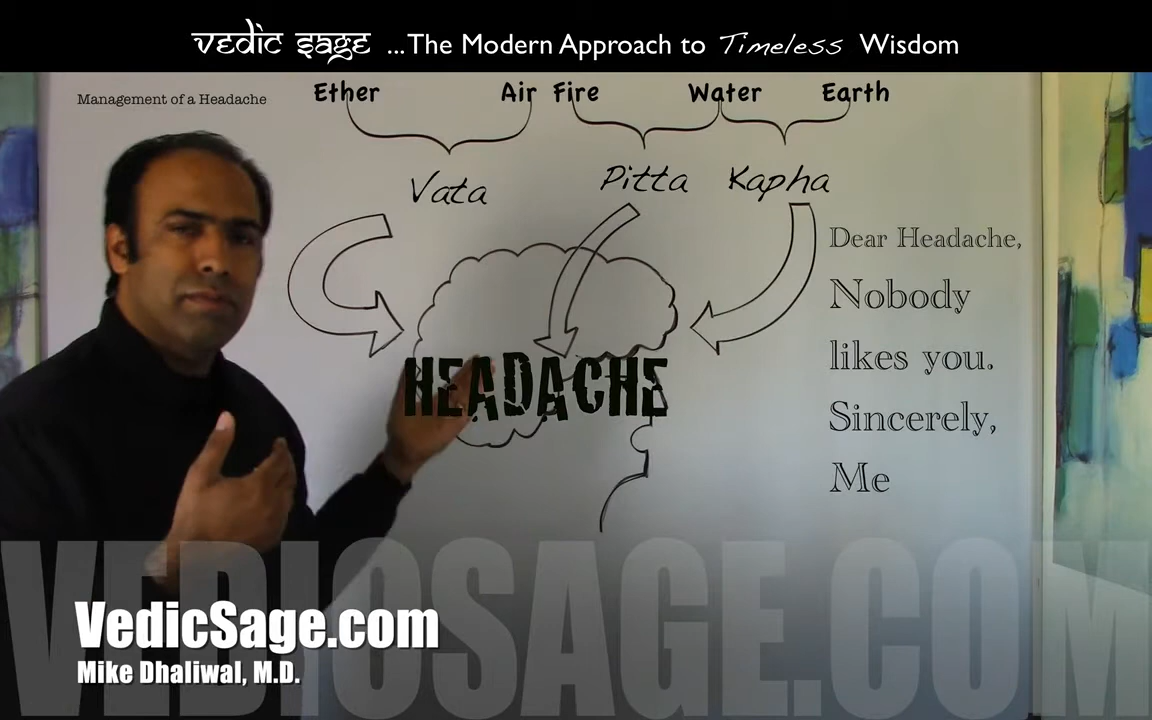 vedic sage ...The Modern Approach to Timeless Wisdom
Management of a Headache
Ether Air Fire Water Earth
Vata Pitta Kapha
Dear Headache,
Nobody
likes you.
Sincerely,
Me
HEADACHE
VEDICSAGE.COM
VedicSage.com
Mike Dhaliwal, M.D.